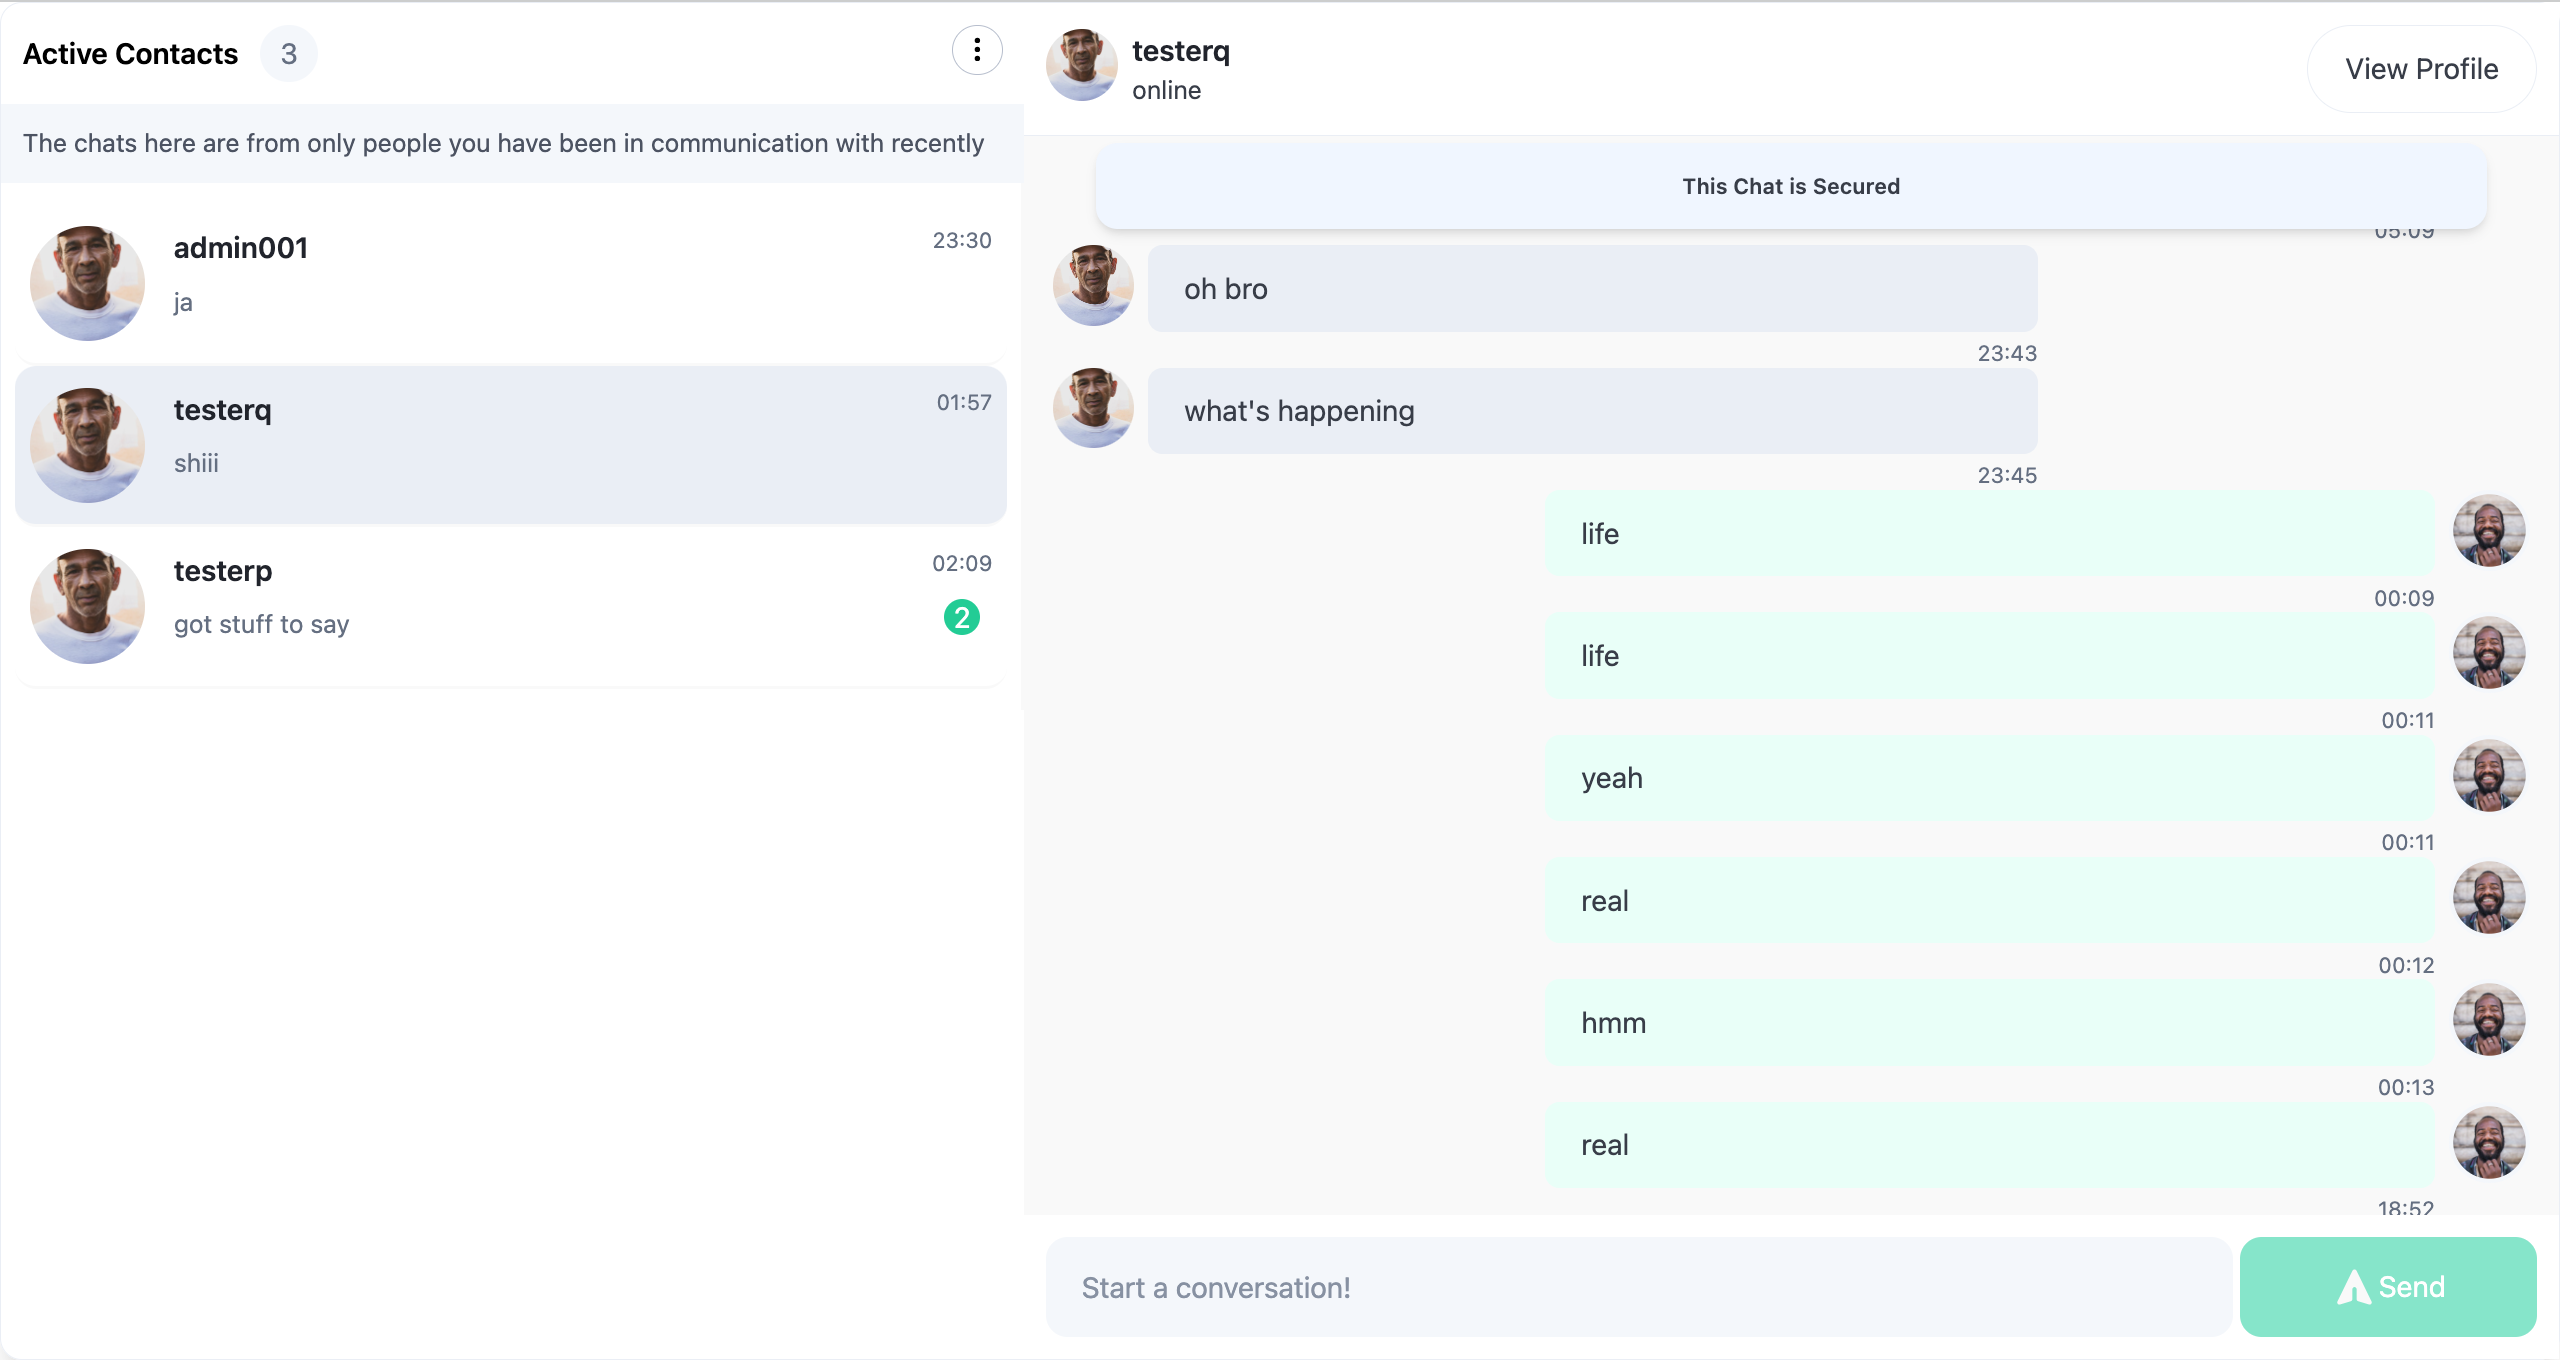 Active Contacts 3
The chats here are from only people you have been in communication with recently
admin001 23:30
ja
testerq 01:57
shiii
testerp 02:09
got stuff to say 2
testerq
online
View Profile
This Chat is Secured
05:09
oh bro
23:43
what's happening
23:45
life
00:09
life
00:11
yeah
00:11
real
00:12
hmm
00:13
real
18:52
Start a conversation!
Send